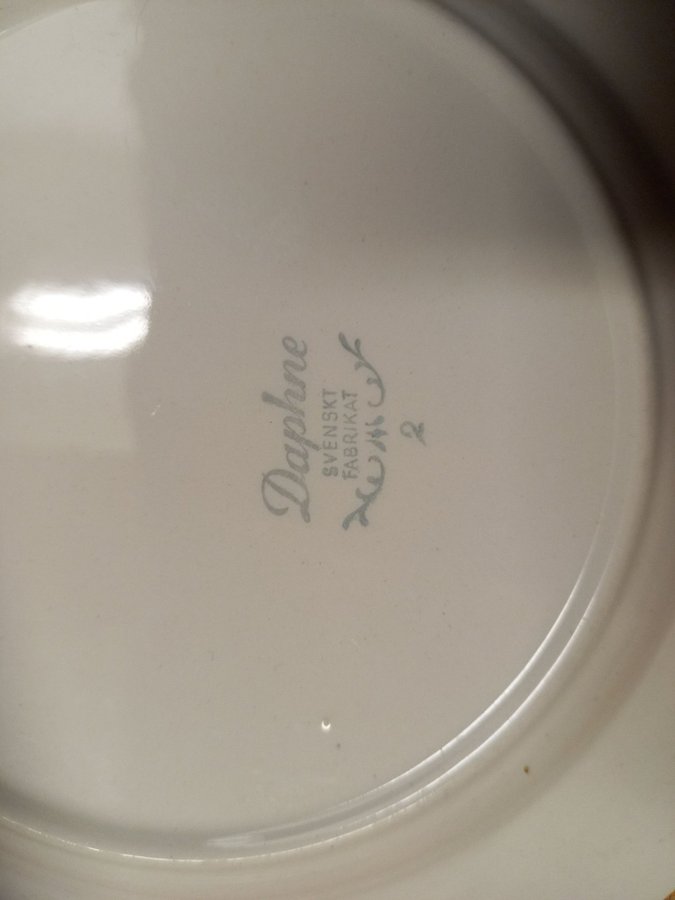 Daphne
SVENSKT
FABRIKAT
2